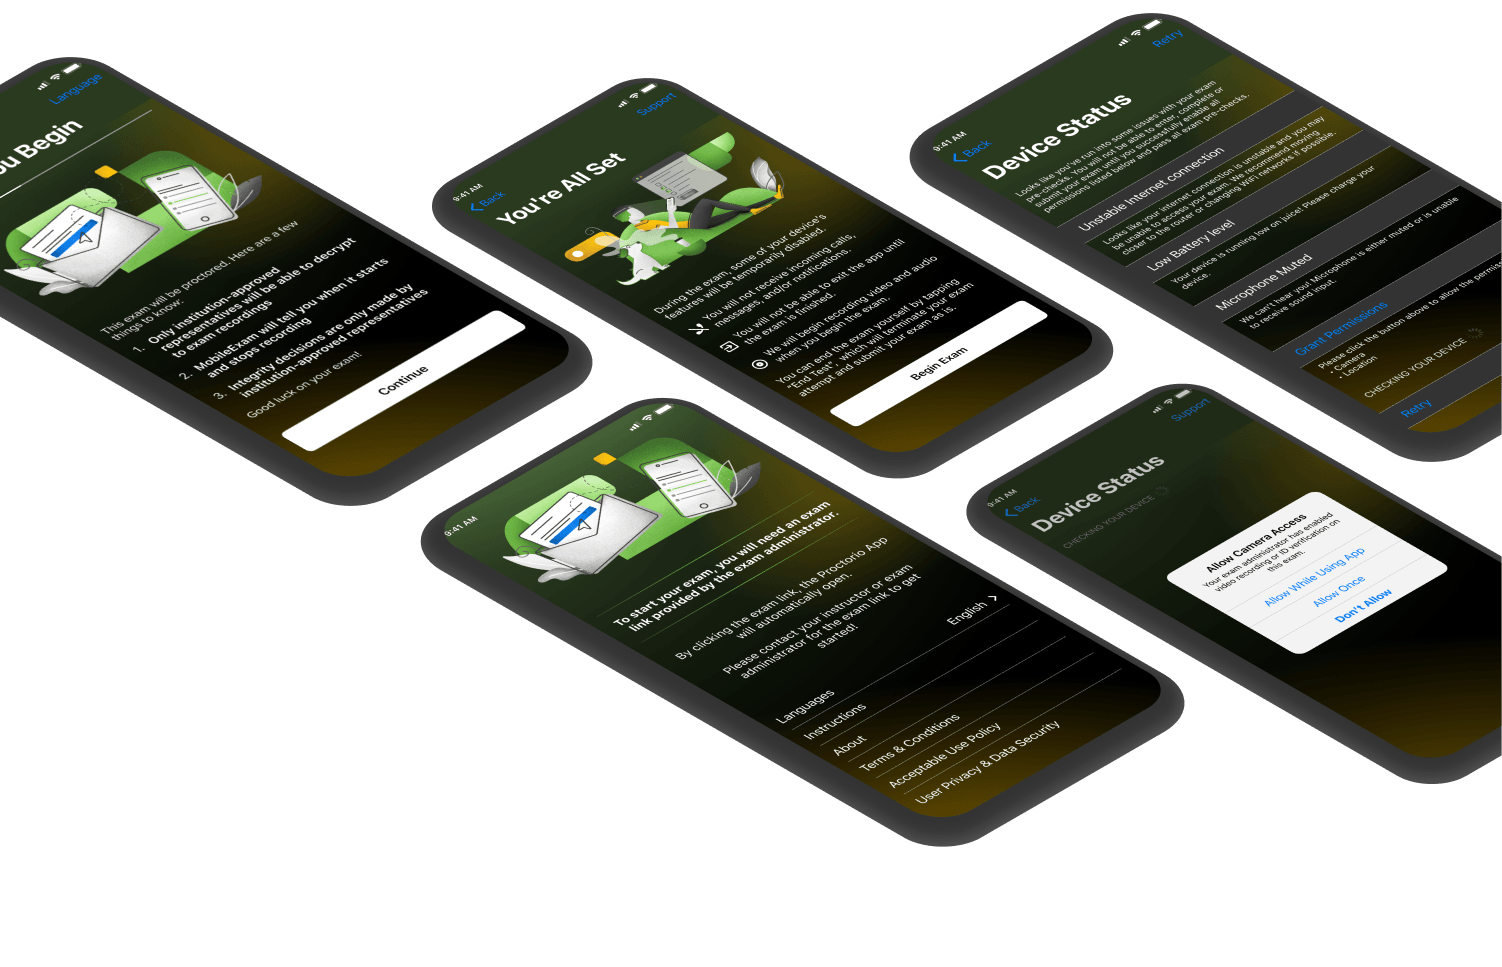 Language
ou Begin
This exam will be proctored. Here are a few
things to know:
1. Only institution-approved
representatives will be able to decrypt
to exam recordings
2. MobileExam will tell you when it starts
and stops recording
3. Integrity decisions are only made by
institution-approved representatives
Good luck on your exam!
Continue
9:41 AM
Back
Support
You're All Set
During the exam, some of your device's
features will be temporarily disabled.
You will not receive incoming calls,
messages, and/or notifications.
You will not be able to exit the app until
the exam is finished.
We will begin recording video and audio
when you begin the exam.
You can end the exam yourself by tapping
"End Test", which will terminate your exam
attempt and submit your exam as is.
Begin Exam
9:41 AM
Back
Retry
Device Status
Looks like you've run into some issues with your exam
pre-checks. You will not be able to enter, complete or
submit your exam until you successfully enable all
permissions listed below and pass all exam pre-checks.
Unstable Internet connection
Looks like your internet connection is unstable and you may
be unable to access your exam. We recommend moving
closer to the router or changing WiFi networks if possible.
Low Battery level
Your device is running low on juice! Please charge your
device.
Microphone Muted
We can't hear you! Microphone is either muted or is unable
to receive sound input.
Grant Permissions
Please click the button above to allow the permis
• Camera
• Location
CHECKING YOUR DEVICE
Retry
9:41 AM
To start your exam, you will need an exam
link provided by the exam administrator.
By clicking the exam link, the Proctorio App
will automatically open.
Please contact your instructor or exam
administrator for the exam link to get
started!
Languages
English
Instructions
About
Terms & Conditions
Acceptable Use Policy
User Privacy & Data Security
9:41 AM
Back
Support
Device Status
CHECKING YOUR DEVICE
Allow Camera Access
Your exam administrator has enabled
video recording or ID verification on
this exam.
Allow While Using App
Allow Once
Don't Allow